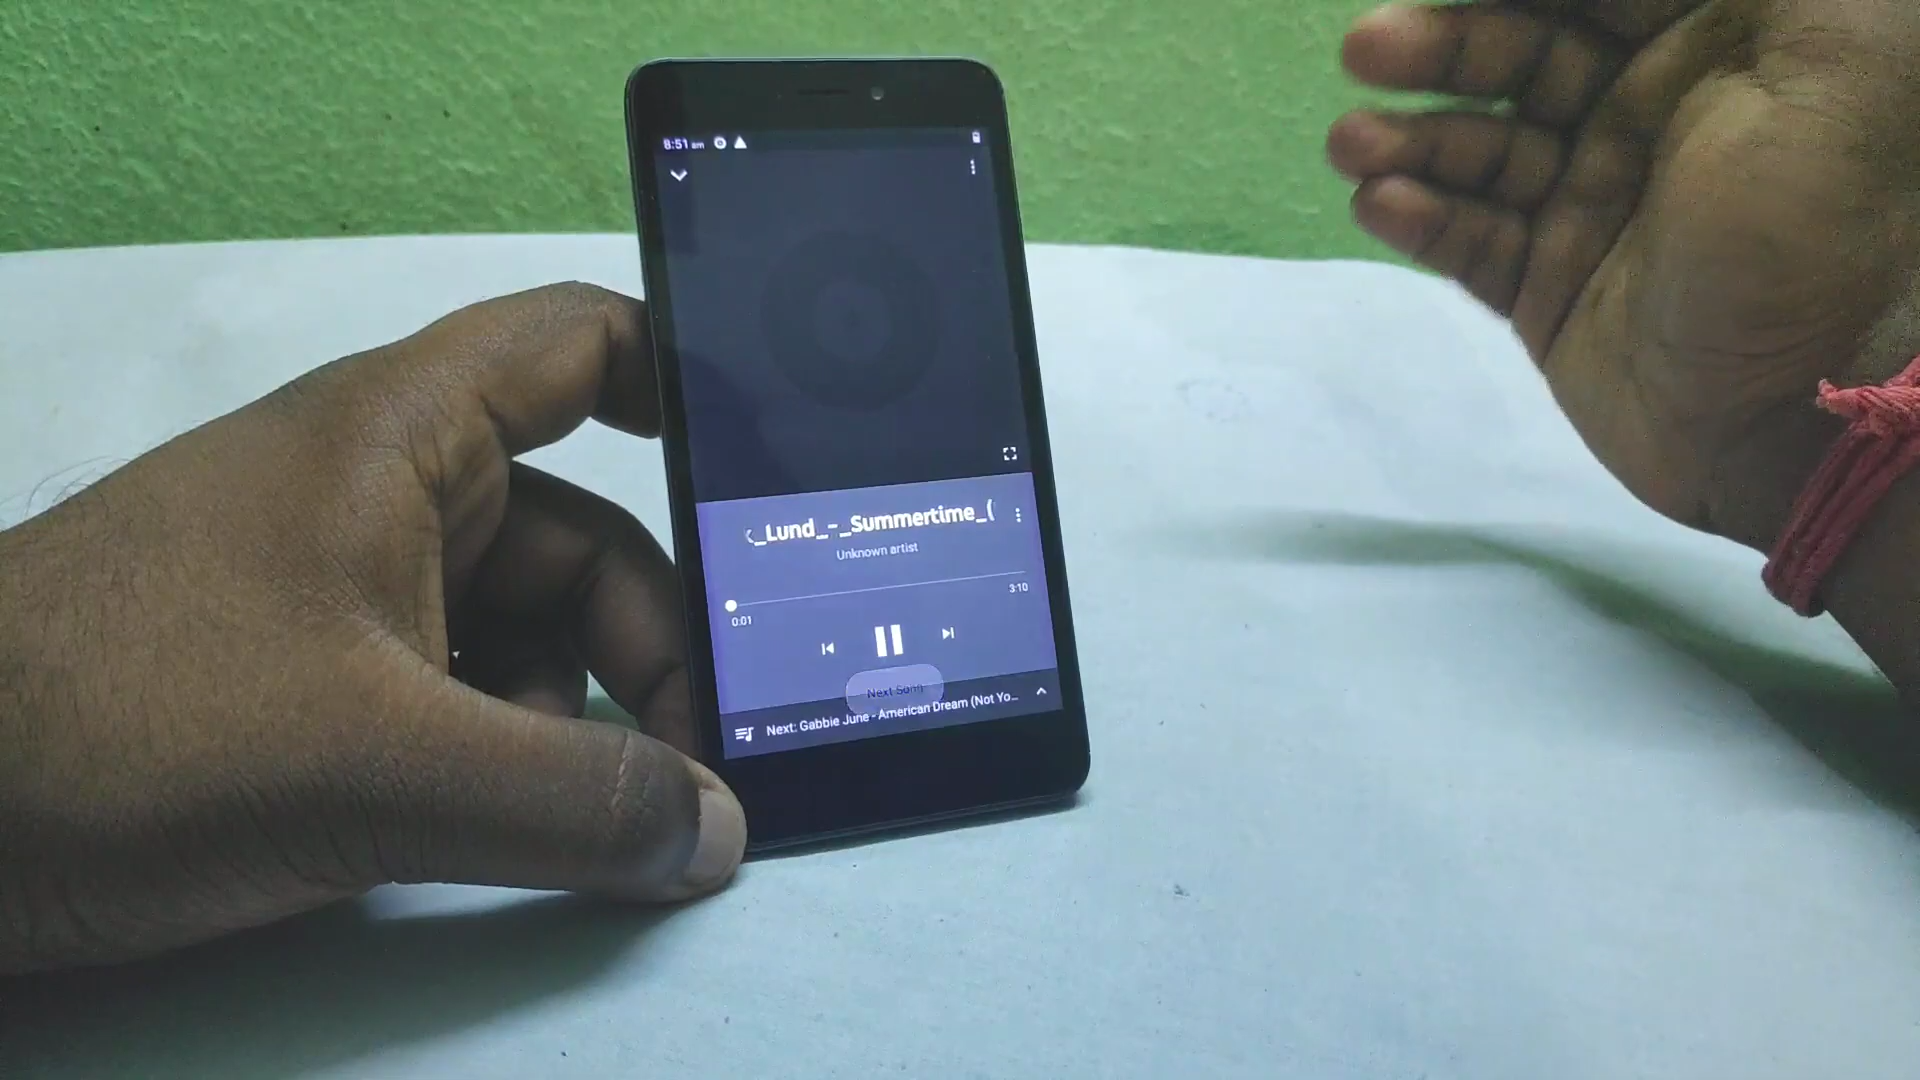 8:51 am
_Lund_-_Summertime_(
Unknown artist
3:10
0:01
Next Song
Next: Gabbie June - American Dream (Not Yo...